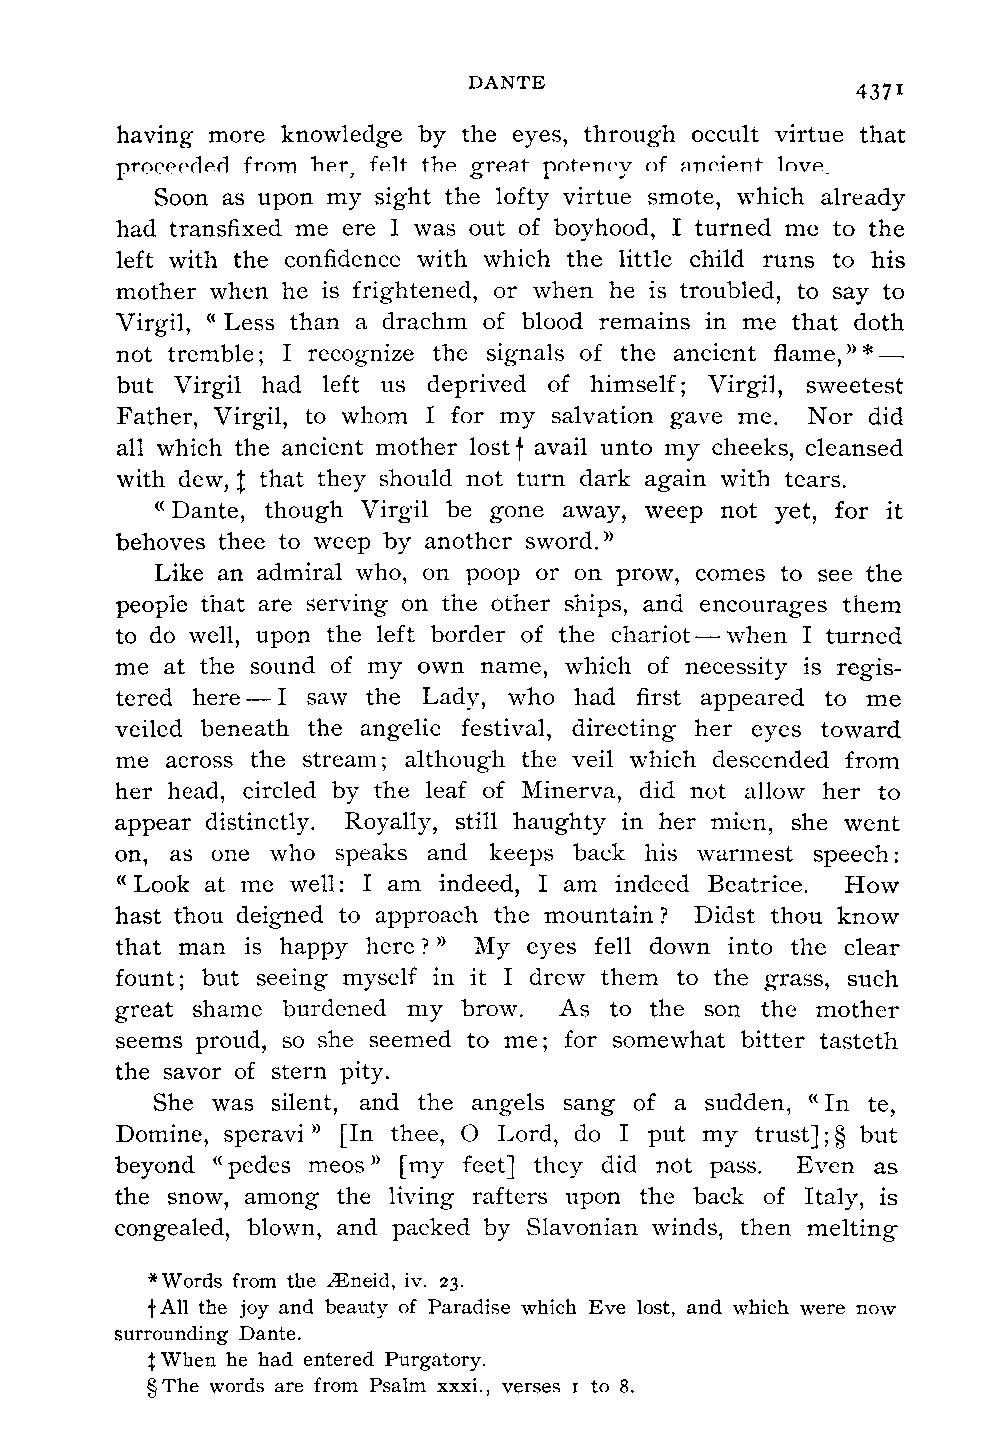 DANTE
4371
having more knowledge by the eyes, through occult virtue that
proceeded from her, felt the great potency of ancient love.
Soon as upon my sight the lofty virtue smote, which already
had transfixed me ere I was out of boyhood, I turned me to the
left with the confidence with which the little child runs to his
mother when he is frightened, or when he is troubled, to say to
Virgil, « Less than a drachm of blood remains in me that doth
not tremble; I recognize the signals of the ancient flame,» * —
but Virgil had left us deprived of himself; Virgil, sweetest
Father, Virgil, to whom I for my salvation gave me. Nor did
all which the ancient mother lost † avail unto my cheeks, cleansed
with dew, ‡ that they should not turn dark again with tears.
« Dante, though Virgil be gone away, weep not yet, for it
behoves thee to weep by another sword.»
Like an admiral who, on poop or on prow, comes to see the
people that are serving on the other ships, and encourages them
to do well, upon the left border of the chariot — when I turned
me at the sound of my own name, which of necessity is regis-
tered here — I saw the Lady, who had first appeared to me
veiled beneath the angelic festival, directing her eyes toward
me across the stream; although the veil which descended from
her head, circled by the leaf of Minerva, did not allow her to
appear distinctly. Royally, still haughty in her mien, she went
on, as one who speaks and keeps back his warmest speech:
« Look at me well: I am indeed, I am indeed Beatrice. How
hast thou deigned to approach the mountain? Didst thou know
that man is happy here?» My eyes fell down into the clear
fount; but seeing myself in it I drew them to the grass, such
great shame burdened my brow. As to the son the mother
seems proud, so she seemed to me; for somewhat bitter tasteth
the savor of stern pity.
She was silent, and the angels sang of a sudden, « In te,
Domine, speravi » [In thee, O Lord, do I put my trust]; § but
beyond « pedes meos » [my feet] they did not pass. Even as
the snow, among the living rafters upon the back of Italy, is
congealed, blown, and packed by Slavonian winds, then melting
* Words from the Æneid, iv. 23.
† All the joy and beauty of Paradise which Eve lost, and which were now
surrounding Dante.
‡ When he had entered Purgatory.
§ The words are from Psalm xxxi., verses 1 to 8.